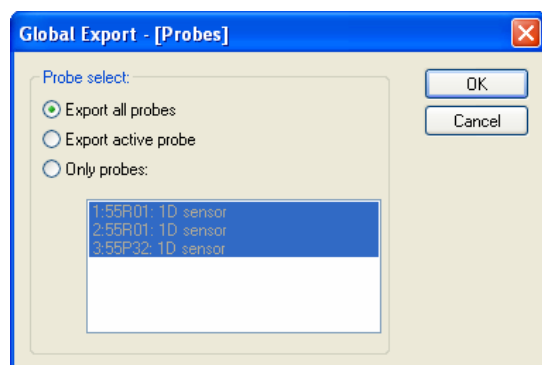 Global Export - [Probes]
Probe select:
Export all probes
Export active probe
Only probes:
1:55R01: 1D sensor
2:55R01: 1D sensor
3:55P32: 1D sensor
OK
Cancel